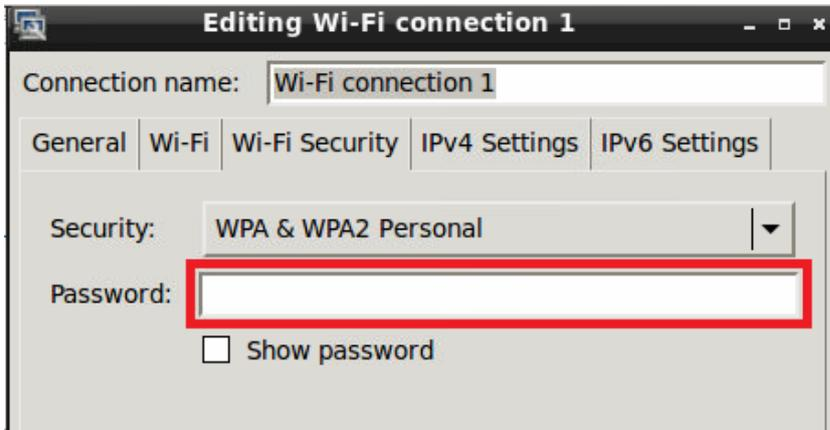 Editing Wi-Fi connection 1
Connection name: Wi-Fi connection 1
General Wi-Fi Wi-Fi Security IPv4 Settings IPv6 Settings
Security: WPA & WPA2 Personal
Password:
Show password